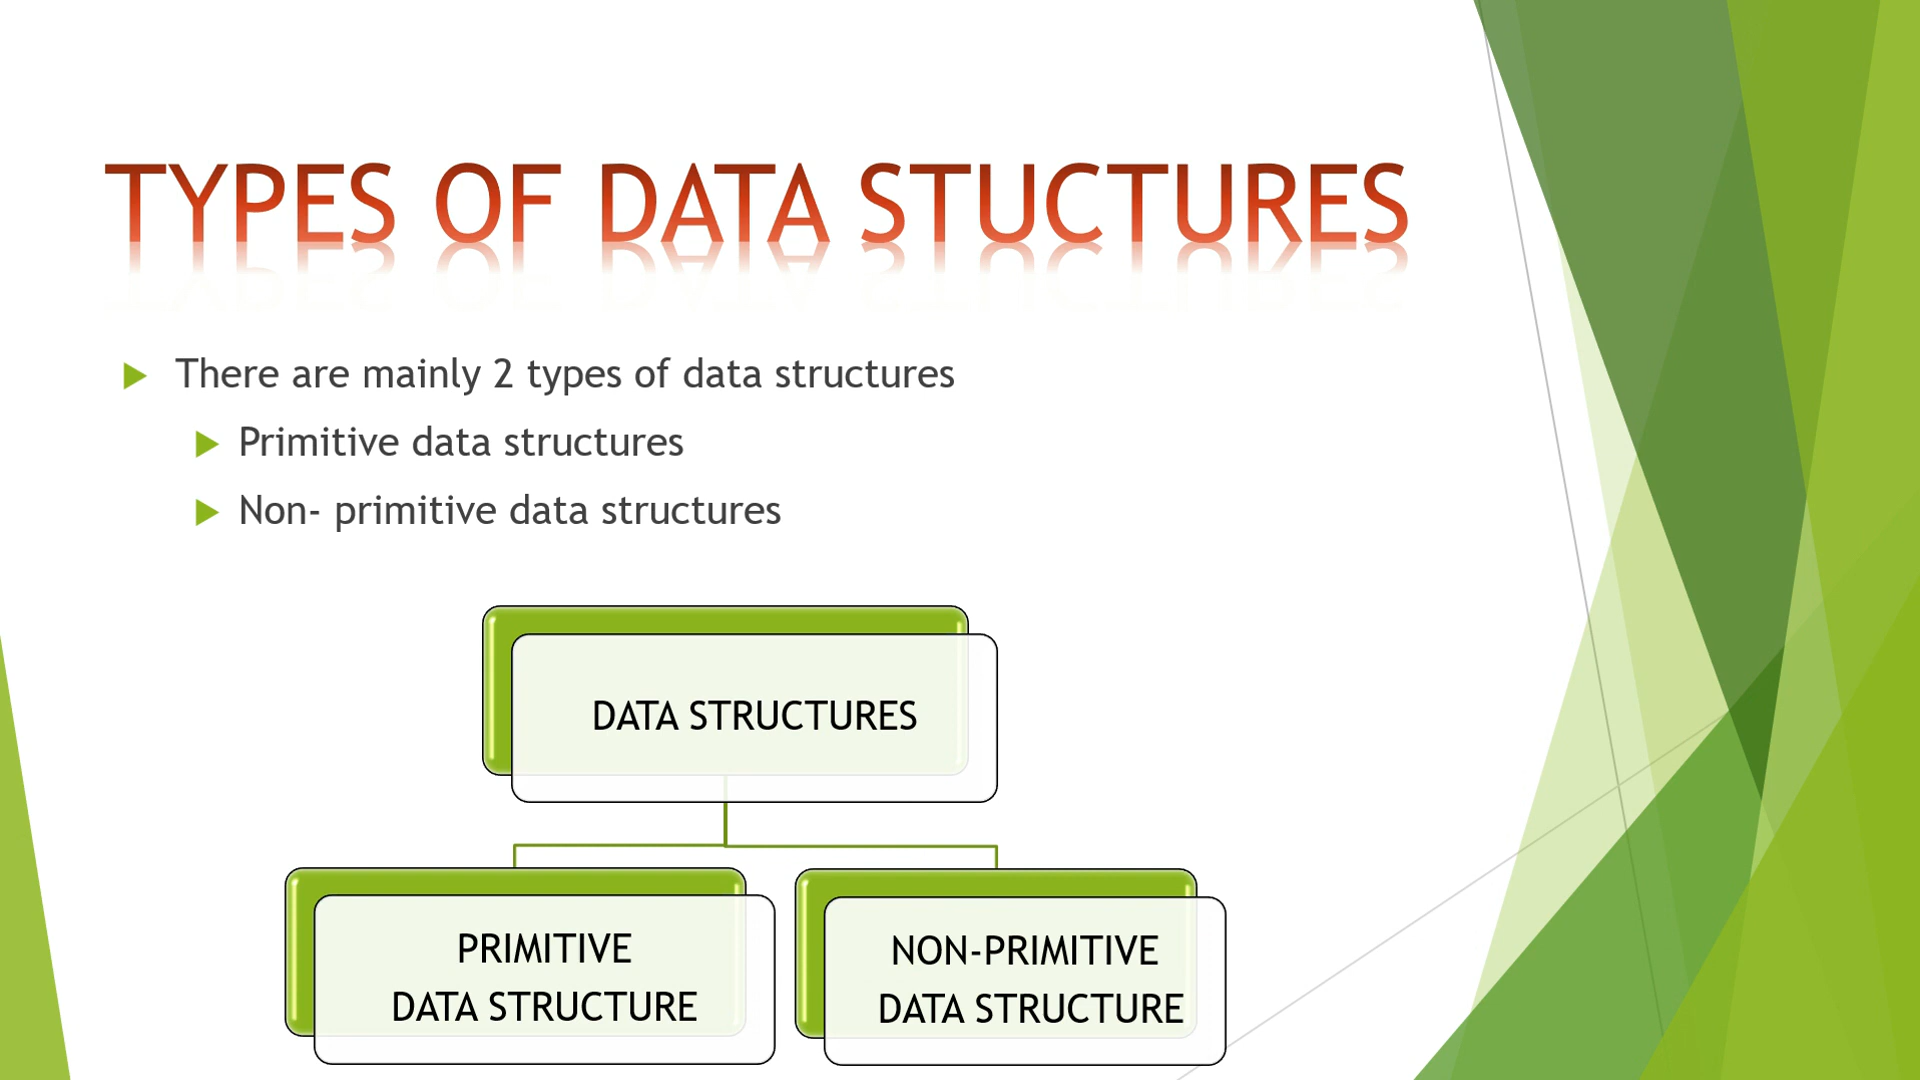 TYPES OF DATA STUCTURES
There are mainly 2 types of data structures
Primitive data structures
Non- primitive data structures
DATA STRUCTURES
PRIMITIVE
DATA STRUCTURE
NON-PRIMITIVE
DATA STRUCTURE